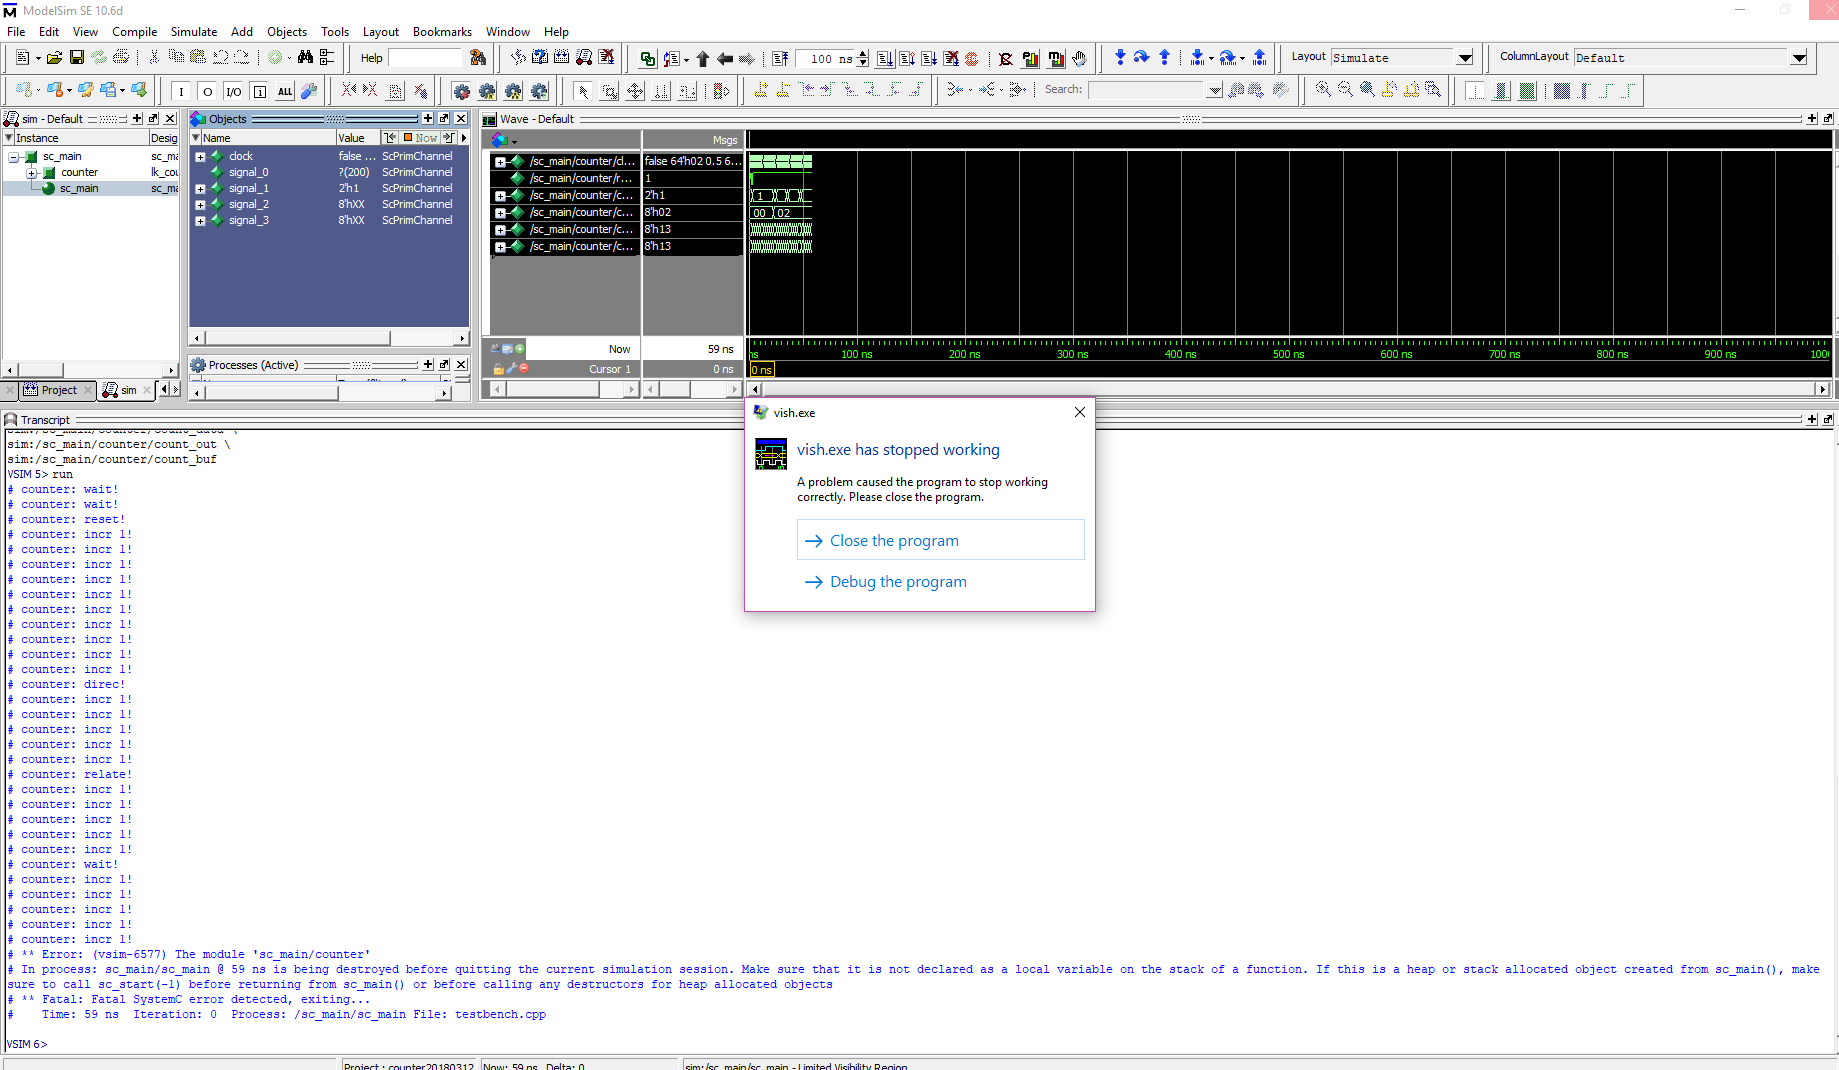 ModelSim SE 10.6d
File Edit View Compile Simulate Add Objects Tools Layout Bookmarks Window Help
Help 100 ns Layout Simulate ColumnLayout Default
I O I/O ALL Search:
sim - Default
Instance Desig
sc_main sc_ma
counter lk_cou
sc_main sc_ma
Project sim
Objects
Name Value Now
clock false ... ScPrimChannel
signal_0 ?(200) ScPrimChannel
signal_1 2'h1 ScPrimChannel
signal_2 8'hXX ScPrimChannel
signal_3 8'hXX ScPrimChannel
Processes (Active)
Wave - Default
Msgs
/sc_main/counter/cl... false 64'h02 0.5 6...
/sc_main/counter/r... 1
/sc_main/counter/c... 2'h1 1
/sc_main/counter/c... 8'h02 00 02
/sc_main/counter/c... 8'h13
/sc_main/counter/c... 8'h13
Now 59 ns ns 100 ns 200 ns 300 ns 400 ns 500 ns 600 ns 700 ns 800 ns 900 ns 1000
Cursor 1 0 ns 0 ns
Transcript
sim:/sc_main/counter/count_data \
sim:/sc_main/counter/count_out \
sim:/sc_main/counter/count_buf
VSIM 5> run
# counter: wait!
# counter: wait!
# counter: reset!
# counter: incr 1!
# counter: incr 1!
# counter: incr 1!
# counter: incr 1!
# counter: incr 1!
# counter: incr 1!
# counter: incr 1!
# counter: incr 1!
# counter: incr 1!
# counter: incr 1!
# counter: direc!
# counter: incr 1!
# counter: incr 1!
# counter: incr 1!
# counter: incr 1!
# counter: incr 1!
# counter: relate!
# counter: incr 1!
# counter: incr 1!
# counter: incr 1!
# counter: incr 1!
# counter: incr 1!
# counter: wait!
# counter: incr 1!
# counter: incr 1!
# counter: incr 1!
# counter: incr 1!
# counter: incr 1!
# ** Error: (vsim-6577) The module 'sc_main/counter'
# In process: sc_main/sc_main @ 59 ns is being destroyed before quitting the current simulation session. Make sure that it is not declared as a local variable on the stack of a function. If this is a heap or stack allocated object created from sc_main(), make
sure to call sc_start(-1) before returning from sc_main() or before calling any destructors for heap allocated objects
# ** Fatal: Fatal SystemC error detected, exiting...
#    Time: 59 ns  Iteration: 0  Process: /sc_main/sc_main File: testbench.cpp
VSIM 6>
vish.exe
vish.exe has stopped working
A problem caused the program to stop working
correctly. Please close the program.
Close the program
Debug the program
Project : counter20180312 Now: 59 ns Delta: 0 sim:/sc_main/sc_main - Limited Visibility Region